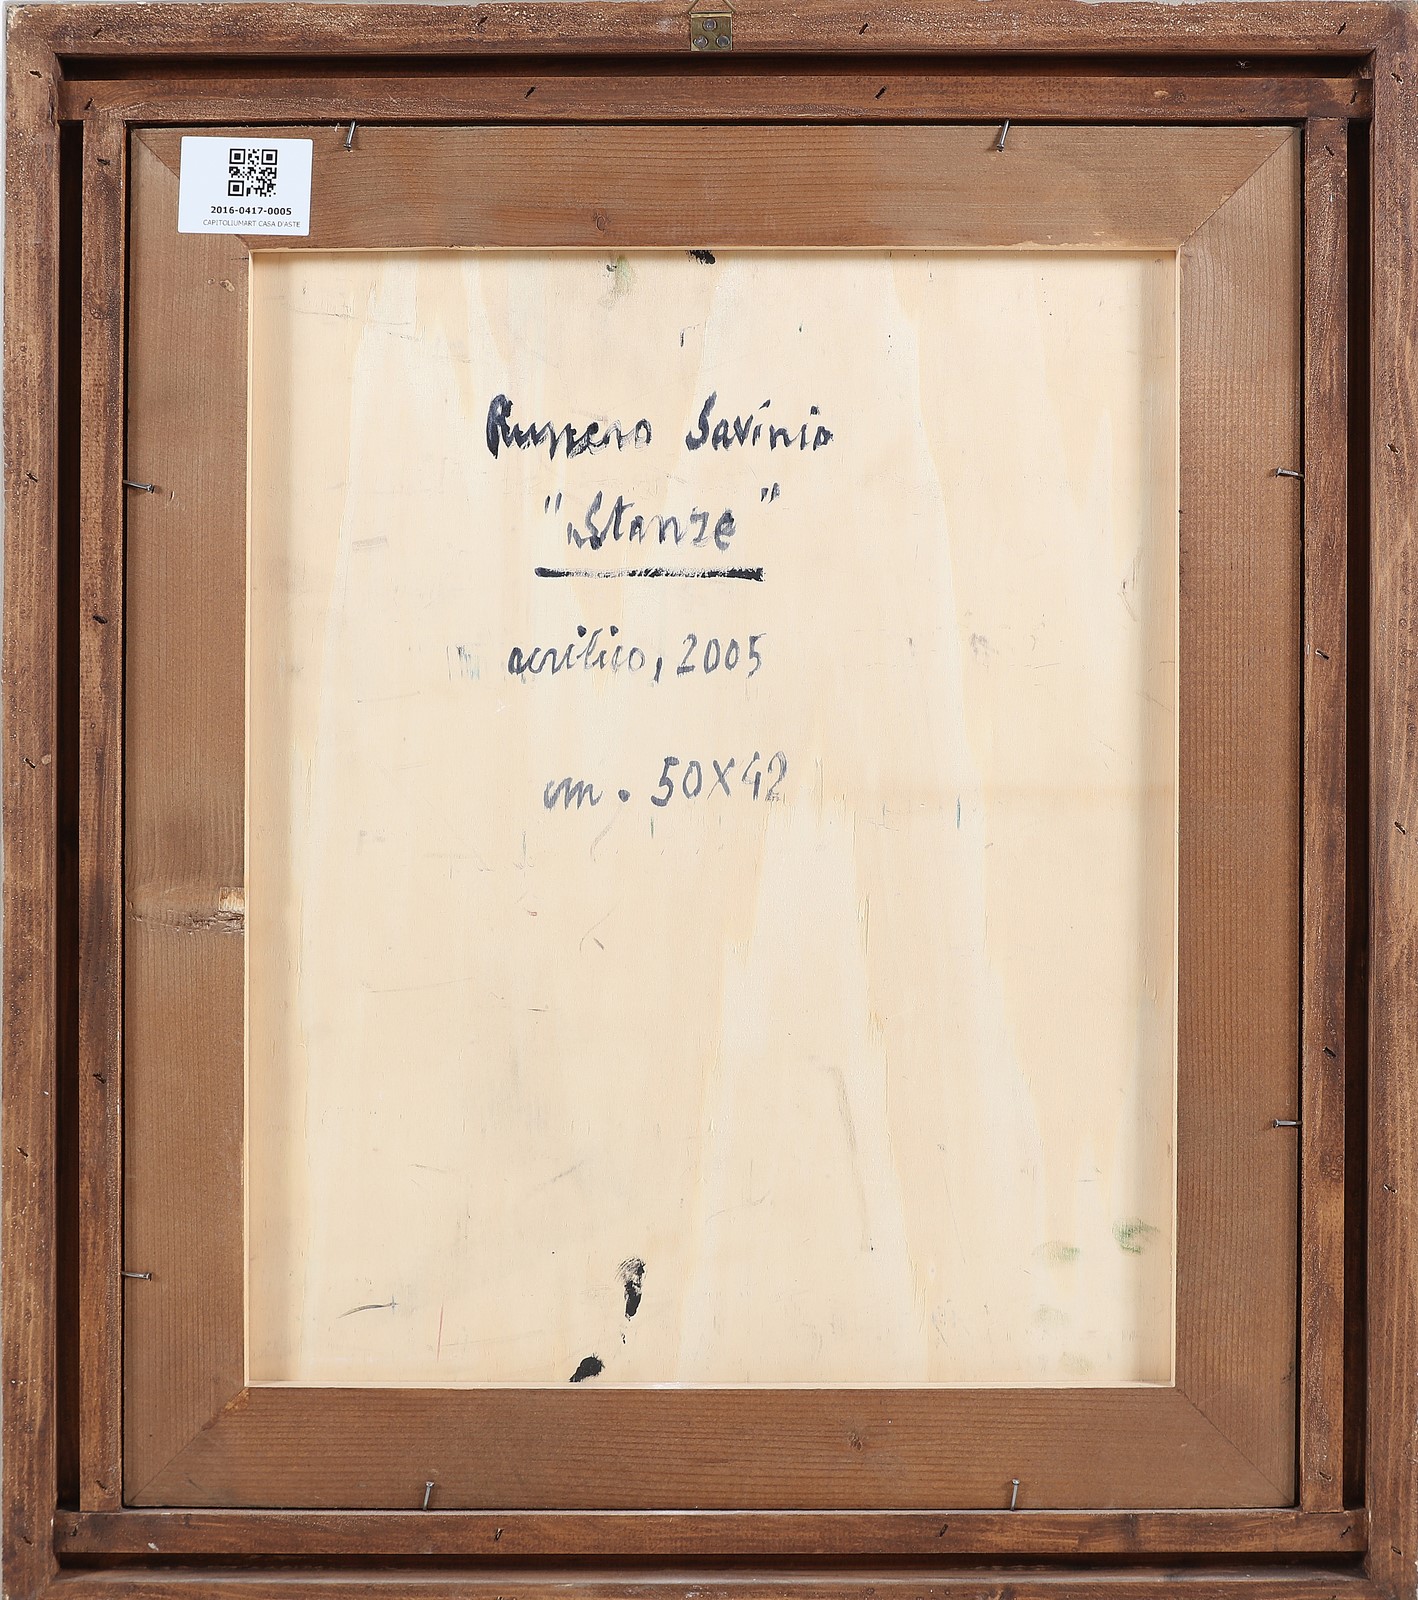 2016-0417-0005
CAPITOLIUMART CASA D'ASTE
Ruggero Savinio
"Stanze"
acrilico, 2005
cm. 50X42